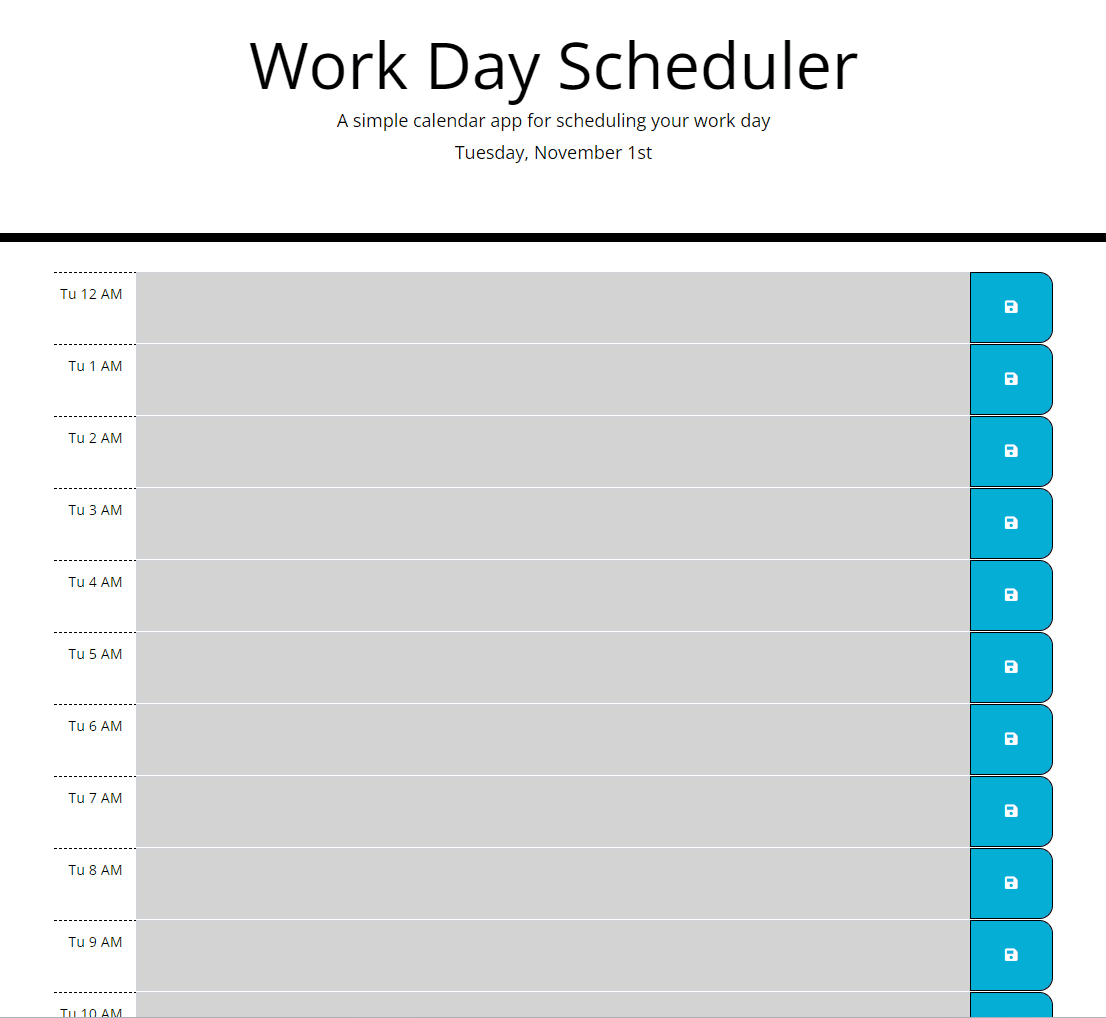 Work Day Scheduler
A simple calendar app for scheduling your work day
Tuesday, November 1st
Tu 12 AM
Tu 1 AM
Tu 2 AM
Tu 3 AM
Tu 4 AM
Tu 5 AM
Tu 6 AM
Tu 7 AM
Tu 8 AM
Tu 9 AM
Tu 10 AM